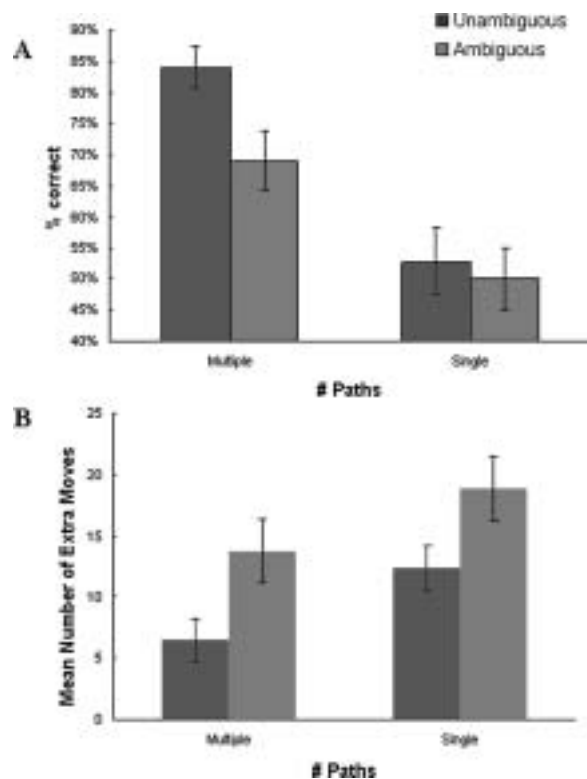 A
Unambiguous
Ambiguous
90%
85%
80%
75%
70%
65%
60%
55%
50%
45%
40%
% correct
Multiple
Single
# Paths
B
25
20
15
10
5
0
Mean Number of Extra Moves
Multiple
Single
# Paths